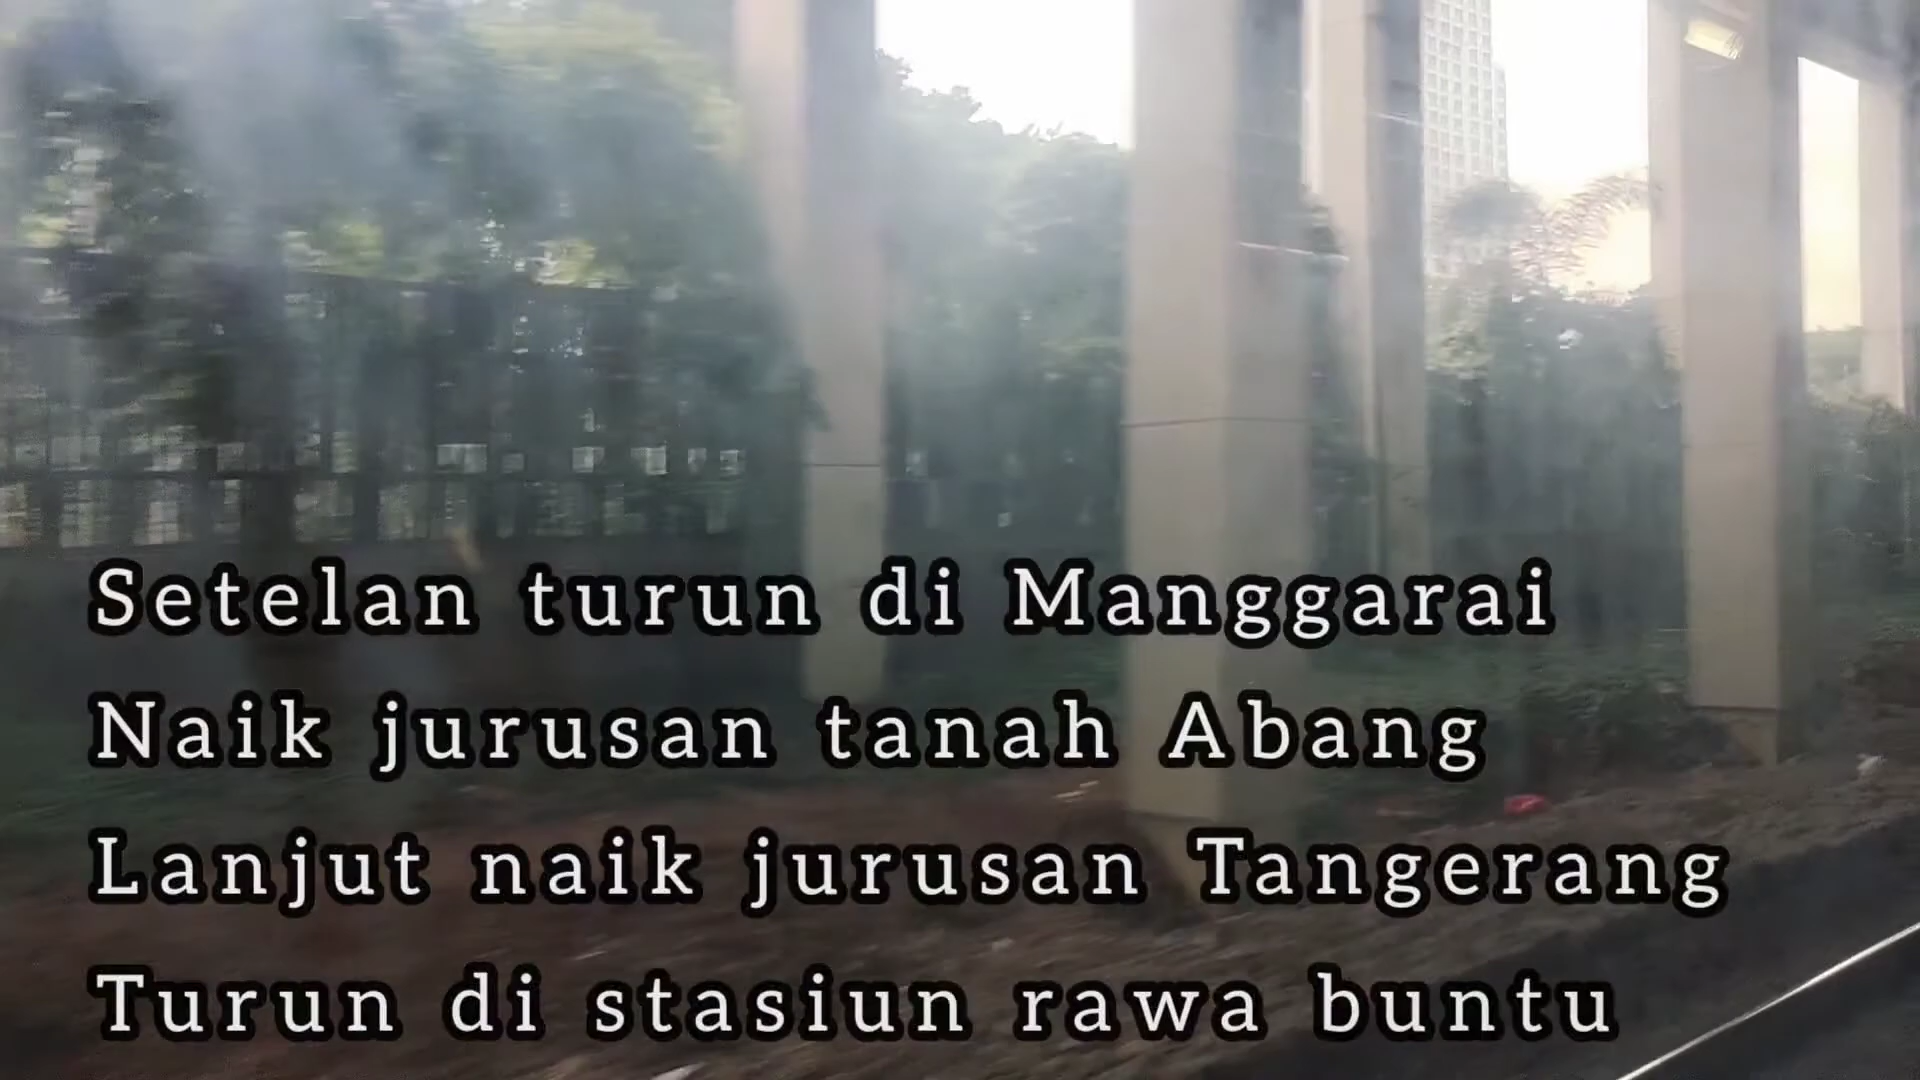 Setelan turun di Manggarai
Naik jurusan tanah Abang
Lanjut naik jurusan Tangerang
Turun di stasiun rawa buntu